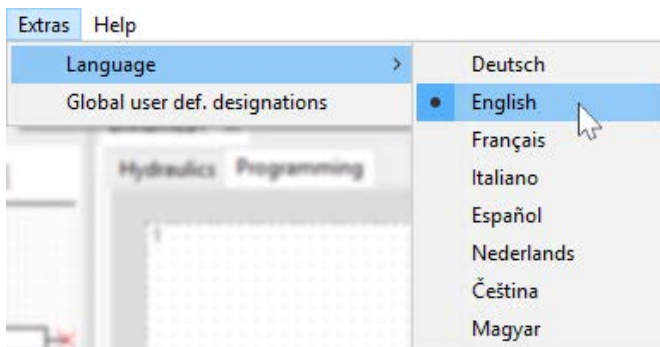 Extras Help
Language >
Global user def. designations
Deutsch
English
Français
Italiano
Español
Nederlands
Čeština
Magyar
Hydraulics Programming
1